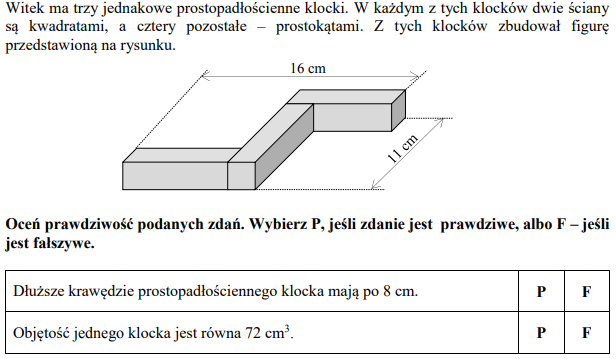 Witek ma trzy jednakowe prostopadłościenne klocki. W każdym z tych klocków dwie ściany
są kwadratami, a cztery pozostałe – prostokątami. Z tych klocków zbudował figurę
przedstawioną na rysunku.
16 cm
11 cm
Oceń prawdziwość podanych zdań. Wybierz P, jeśli zdanie jest prawdziwe, albo F – jeśli
jest fałszywe.
Dłuższe krawędzie prostopadłościennego klocka mają po 8 cm. P F
Objętość jednego klocka jest równa 72 cm³. P F